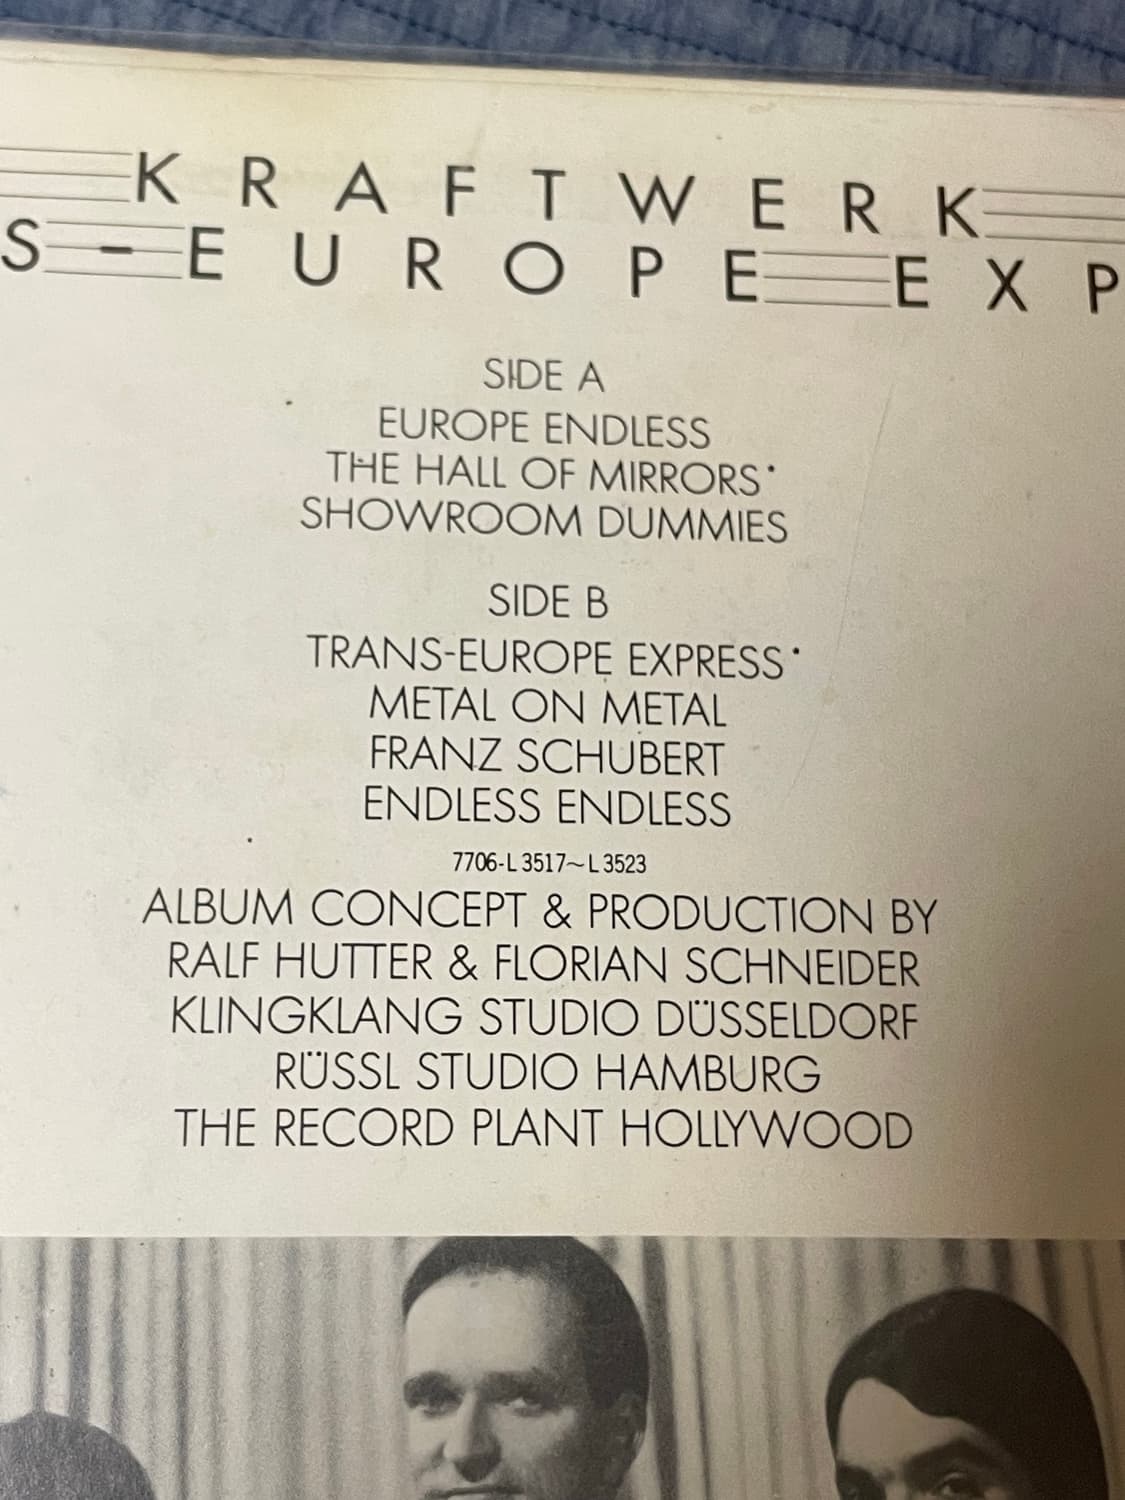 KRAFTWERK
S-EUROPE EXP
SIDE A
EUROPE ENDLESS
THE HALL OF MIRRORS•
SHOWROOM DUMMIES
SIDE B
TRANS-EUROPE EXPRESS•
METAL ON METAL
FRANZ SCHUBERT
ENDLESS ENDLESS
7706-L3517~L3523
ALBUM CONCEPT & PRODUCTION BY
RALF HUTTER & FLORIAN SCHNEIDER
KLINGKLANG STUDIO DÜSSELDORF
RÜSSL STUDIO HAMBURG
THE RECORD PLANT HOLLYWOOD